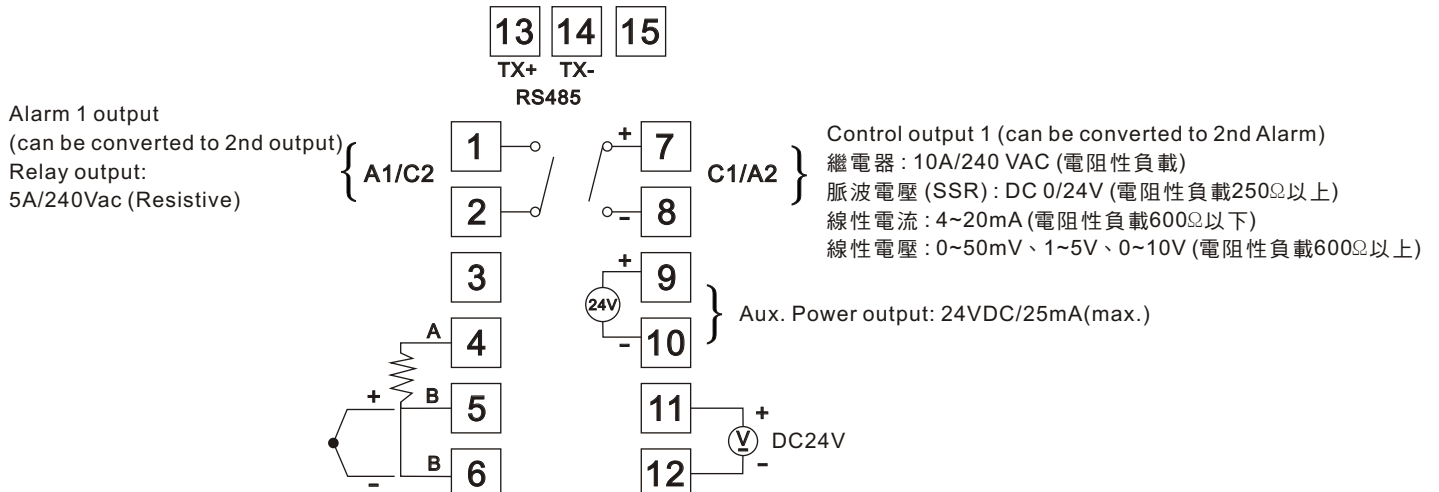 13 14 15
TX+ TX-
RS485
Alarm 1 output
(can be converted to 2nd output)
Relay output:
5A/240Vac (Resistive)
A1/C2
1
2
3
A 4
+ B 5
- B 6
+ 7
- 8
C1/A2
Control output 1 (can be converted to 2nd Alarm)
繼電器 : 10A/240 VAC (電阻性負載)
脈波電壓 (SSR) : DC 0/24V (電阻性負載250Ω以上)
線性電流 : 4~20mA (電阻性負載600Ω以下)
線性電壓 : 0~50mV、1~5V、0~10V (電阻性負載600Ω以上)
+ 9
24V
- 10
Aux. Power output: 24VDC/25mA(max.)
11 +
V DC24V
12 -